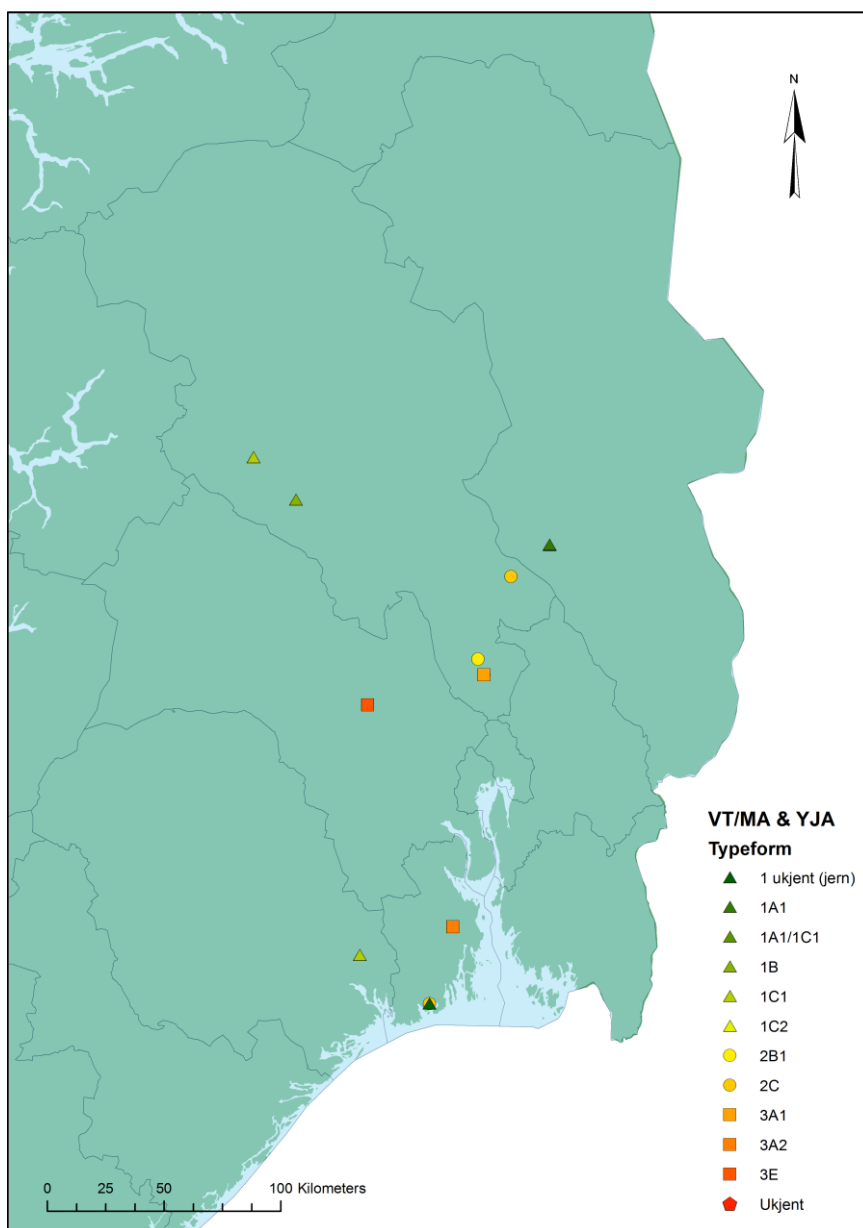 N
VT/MA & YJA
Typeform
1 ukjent (jern)
1A1
1A1/1C1
1B
1C1
1C2
2B1
2C
3A1
3A2
3E
Ukjent
0 25 50 100 Kilometers